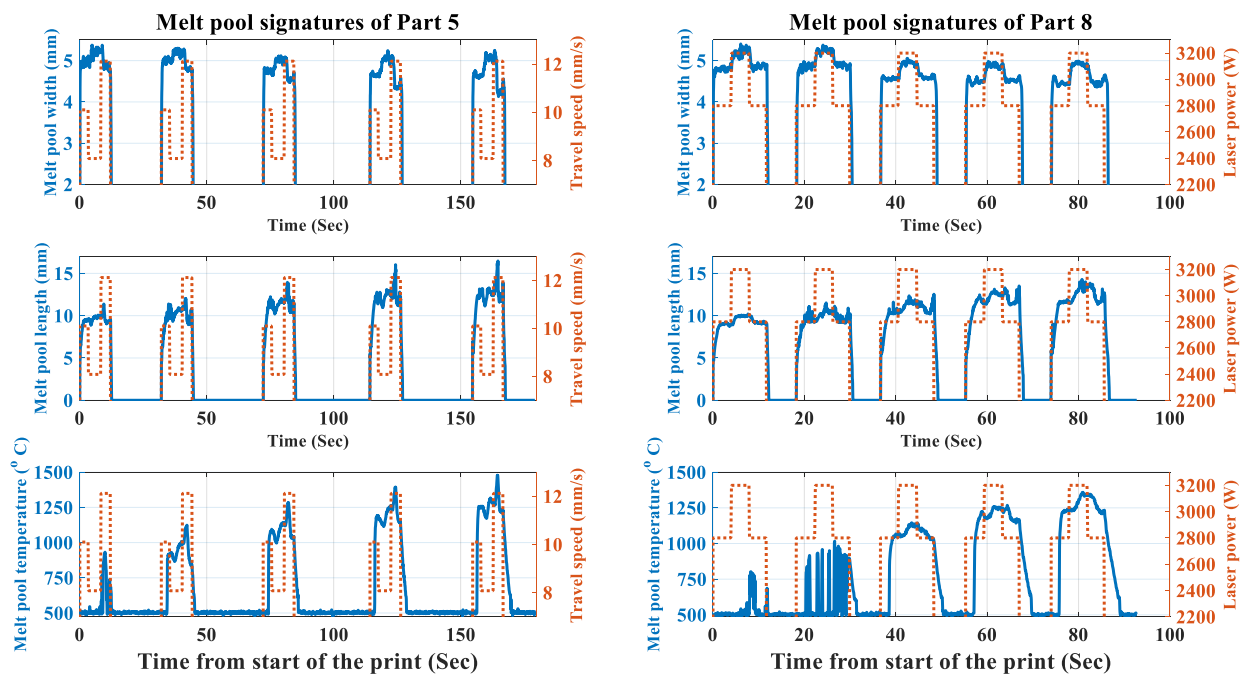 Melt pool signatures of Part 5
Melt pool width (mm)
5
4
3
2
12
10
8
Travel speed (mm/s)
0 50 100 150
Time (Sec)
Melt pool signatures of Part 8
Melt pool width (mm)
5
4
3
2
3200
3000
2800
2600
2400
2200
Laser power (W)
0 20 40 60 80 100
Time (Sec)
Melt pool length (mm)
15
10
5
0
12
10
8
Travel speed (mm/s)
0 50 100 150
Time (Sec)
Melt pool length (mm)
15
10
5
0
3200
3000
2800
2600
2400
2200
Laser power (W)
0 20 40 60 80 100
Time (Sec)
Melt pool temperature (° C)
1500
1250
1000
750
500
12
10
8
Travel speed (mm/s)
0 50 100 150
Time from start of the print (Sec)
Melt pool temperature (° C)
1500
1250
1000
750
500
3200
3000
2800
2600
2400
2200
Laser power (W)
0 20 40 60 80 100
Time from start of the print (Sec)